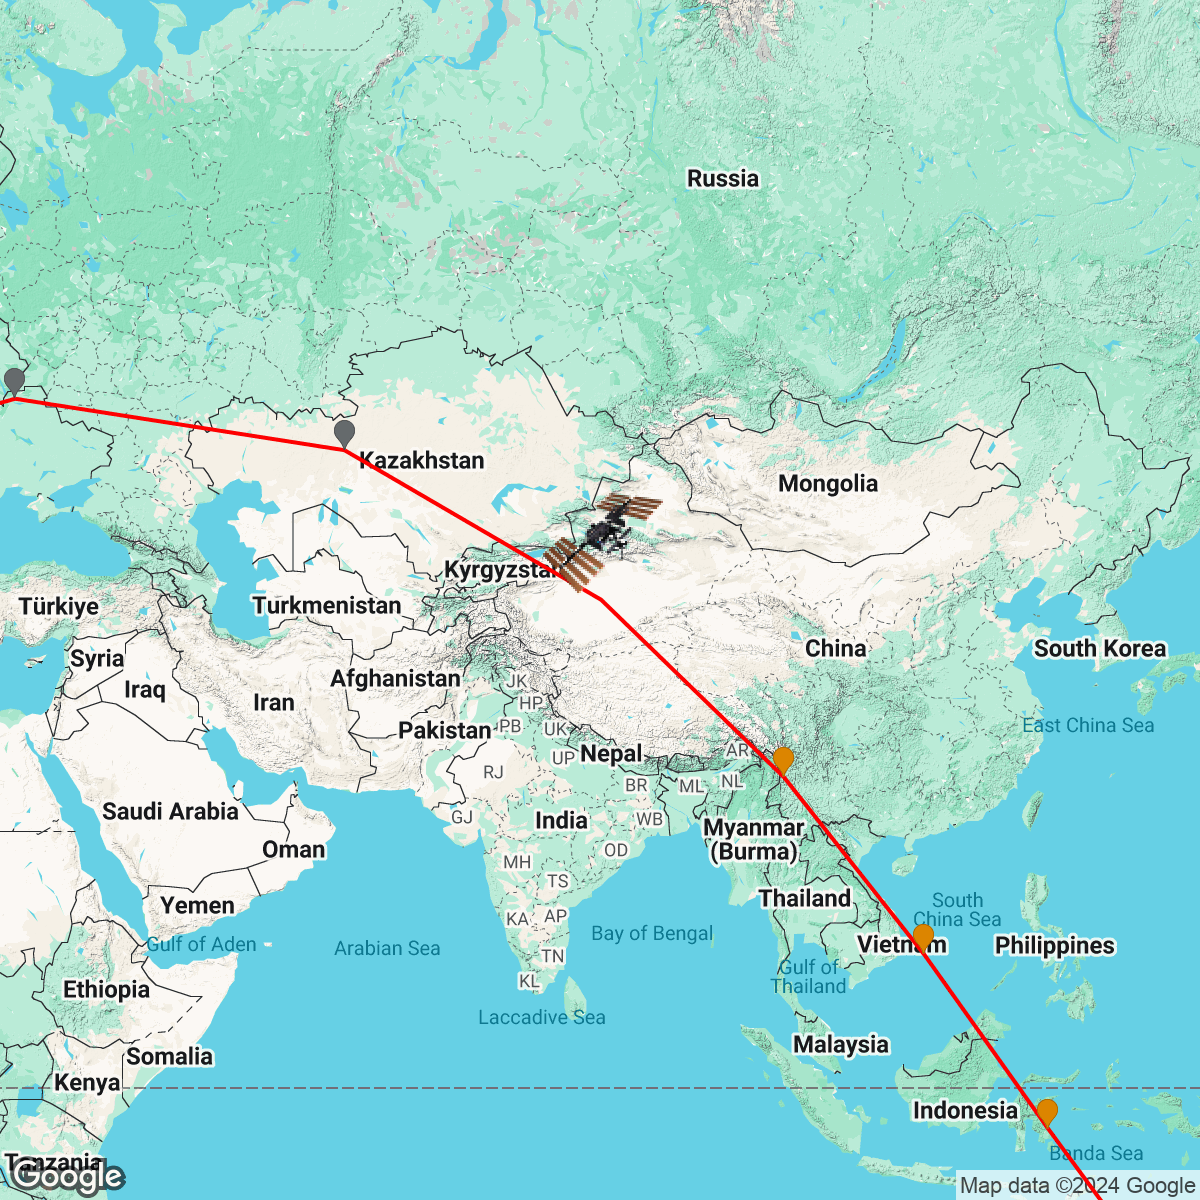 Russia
Kazakhstan
Mongolia
Kyrgyzstan
Türkiye
Turkmenistan
China
South Korea
Syria
Afghanistan
JK
Iraq
Iran
HP
Pakistan
PB
UK
East China Sea
Nepal
AR
UP
RJ
BR
ML
NL
Saudi Arabia
GJ
India
WB
Myanmar
(Burma)
Oman
OD
MH
TS
Thailand
Yemen
South
China Sea
KA
AP
Bay of Bengal
Gulf of Aden
Arabian Sea
Vietnam
Philippines
TN
Gulf of
Thailand
KL
Ethiopia
Laccadive Sea
Malaysia
Somalia
Kenya
Indonesia
Banda Sea
Tanzania
Google
Map data ©2024 Google